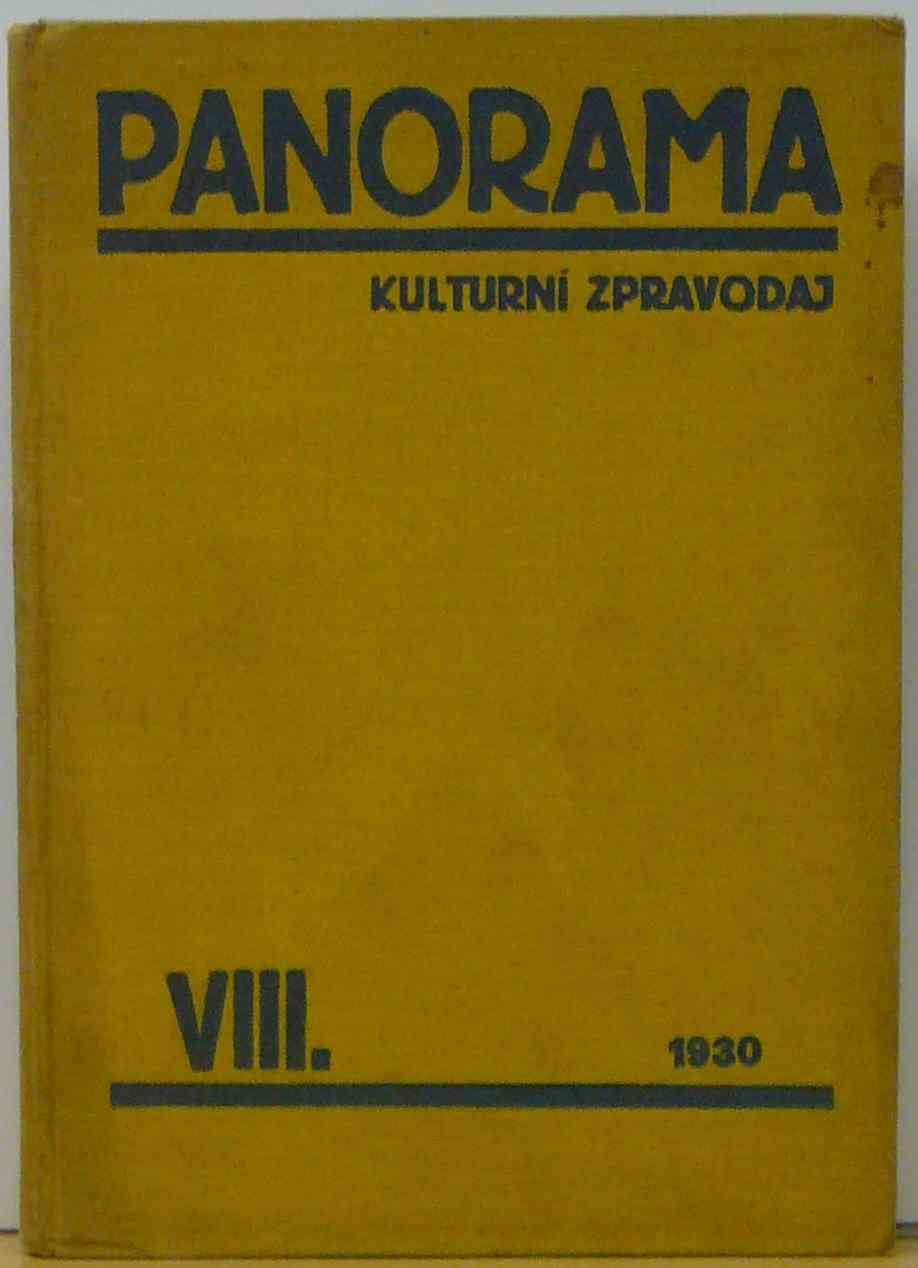 PANORAMA
KULTURNÍ ZPRAVODAJ
VIII.
1930